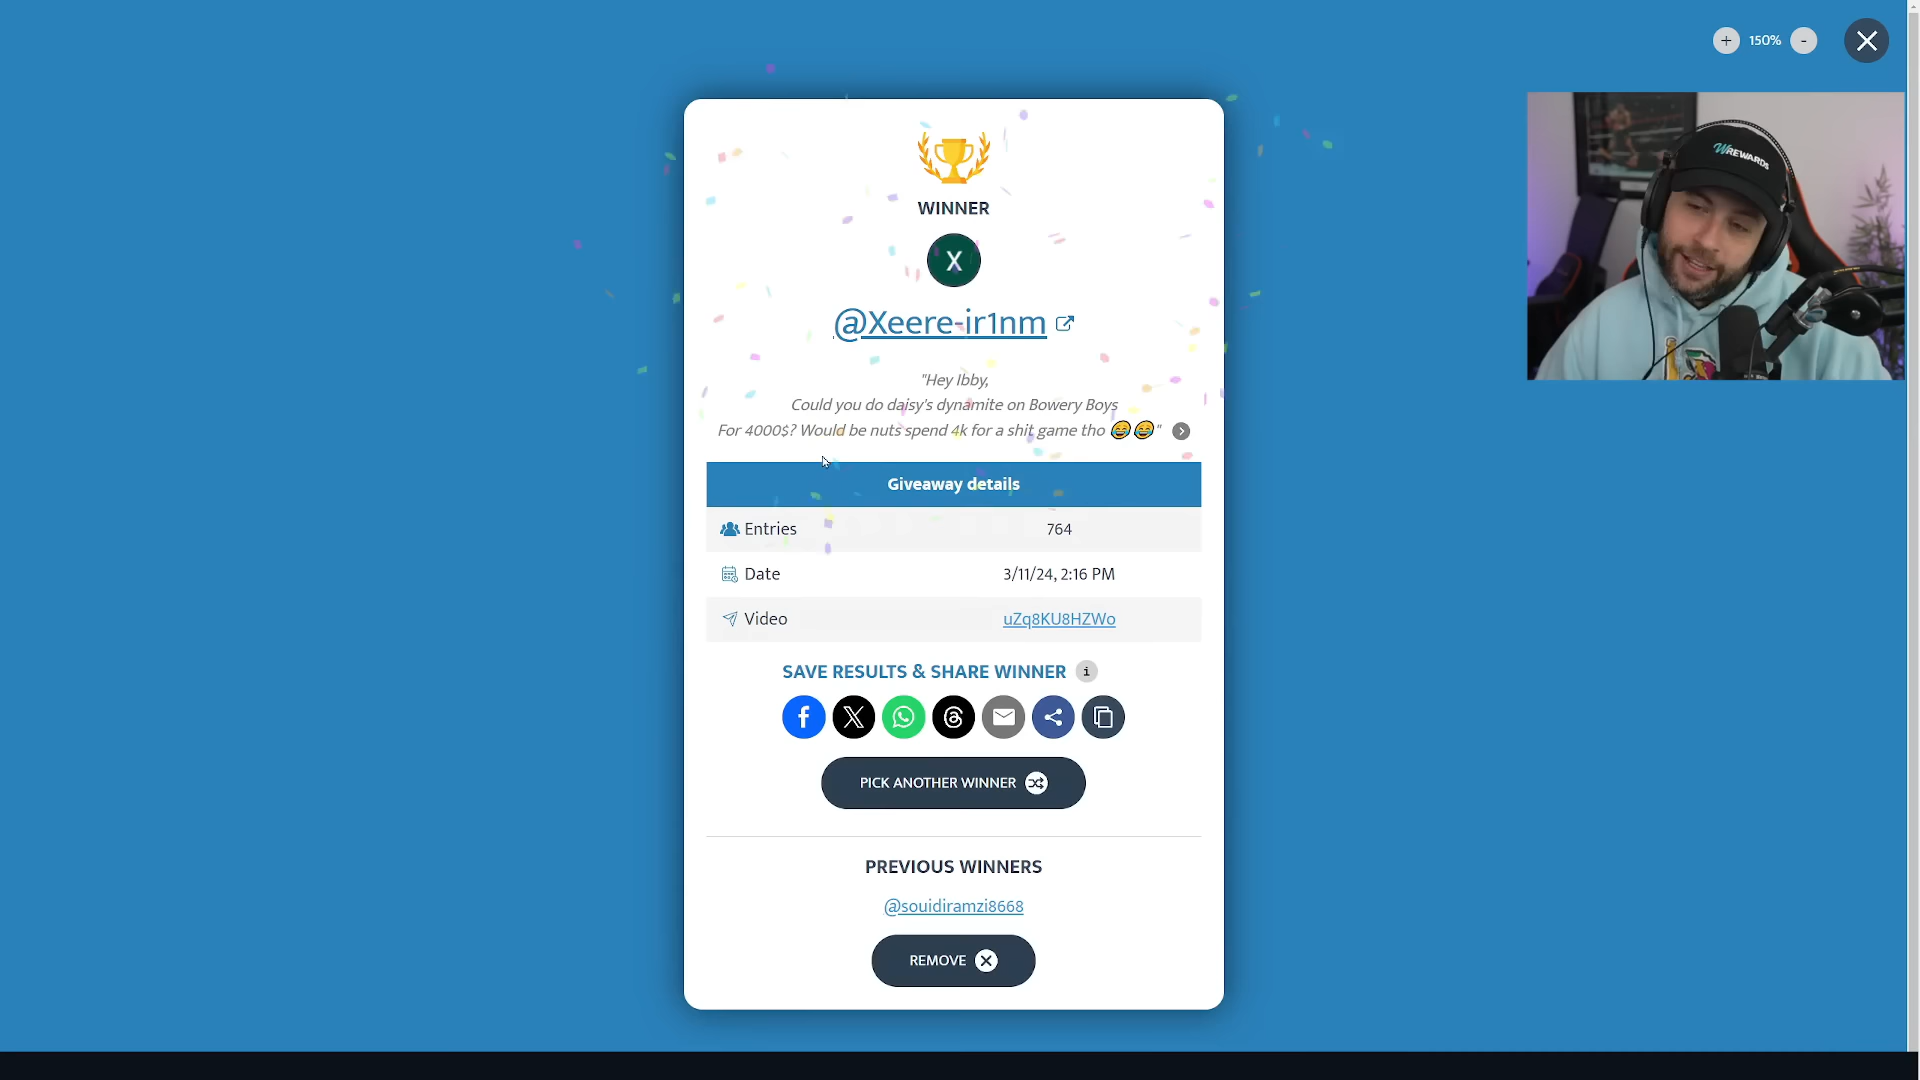 + 150% -
WREWARDS
WINNER
X
@Xeere-ir1nm
"Hey Ibby,
Could you do daisy's dynamite on Bowery Boys
For 4000$? Would be nuts spend 4k for a shit game tho 😂😂"
Giveaway details
Entries 764
Date 3/11/24, 2:16 PM
Video uZq8KU8HZWo
SAVE RESULTS & SHARE WINNER i
PICK ANOTHER WINNER
PREVIOUS WINNERS
@souidiramzi8668
REMOVE